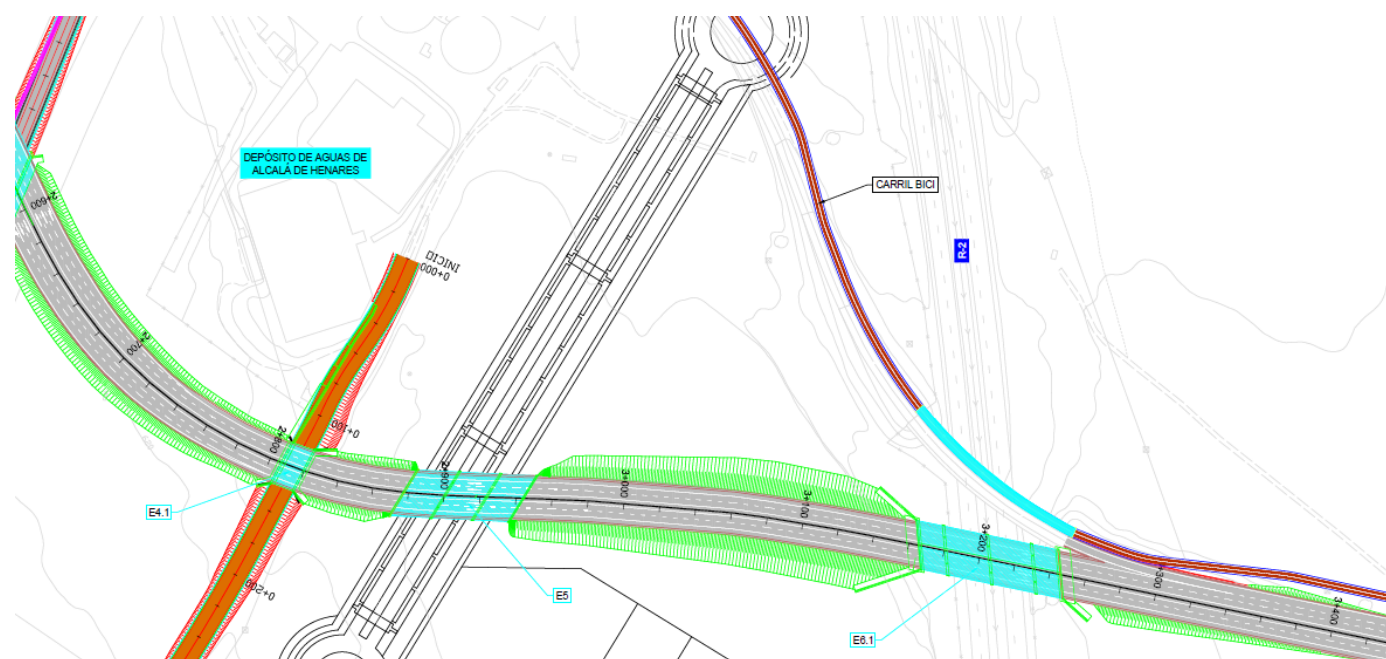 DEPÓSITO DE AGUAS DE
ALCALÁ DE HENARES
CARRIL BICI
R-2
2+600
INICIO
0+000
2+700
0+100
2+800
2+900
3+000
3+100
3+200
3+300
3+400
E4.1
0+200
E5
E6.1